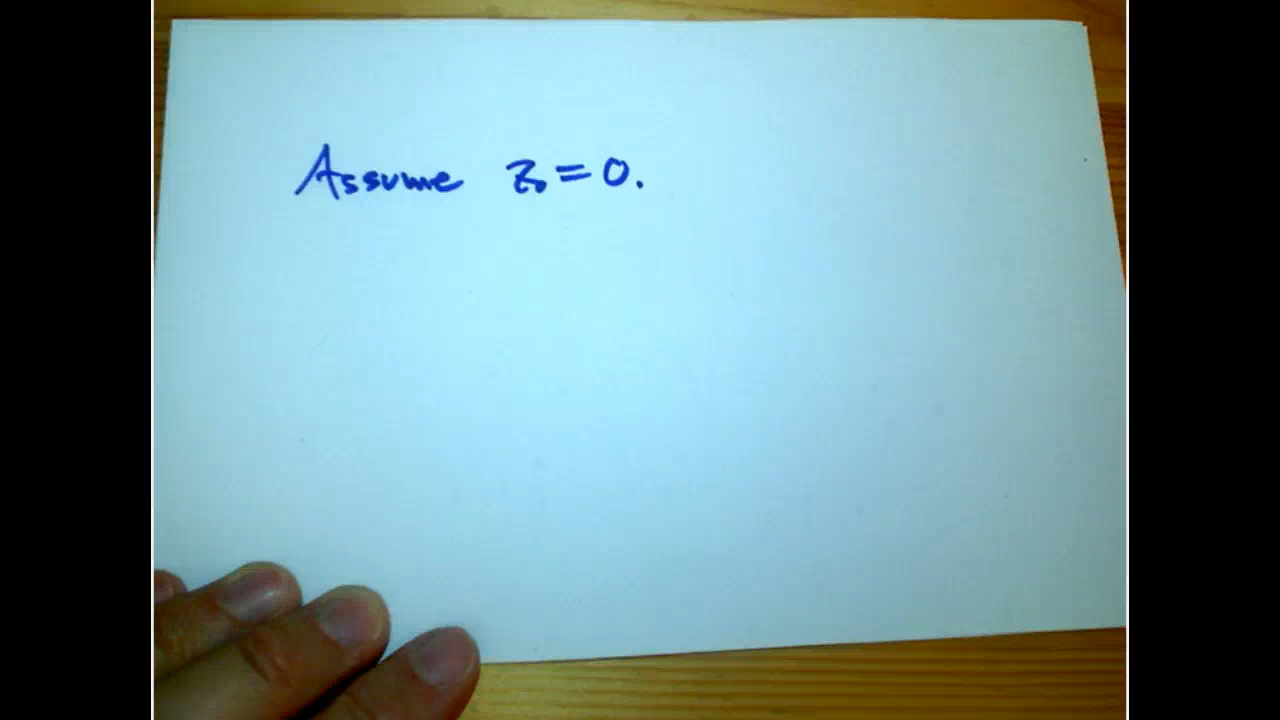 Assume z₀ = 0.